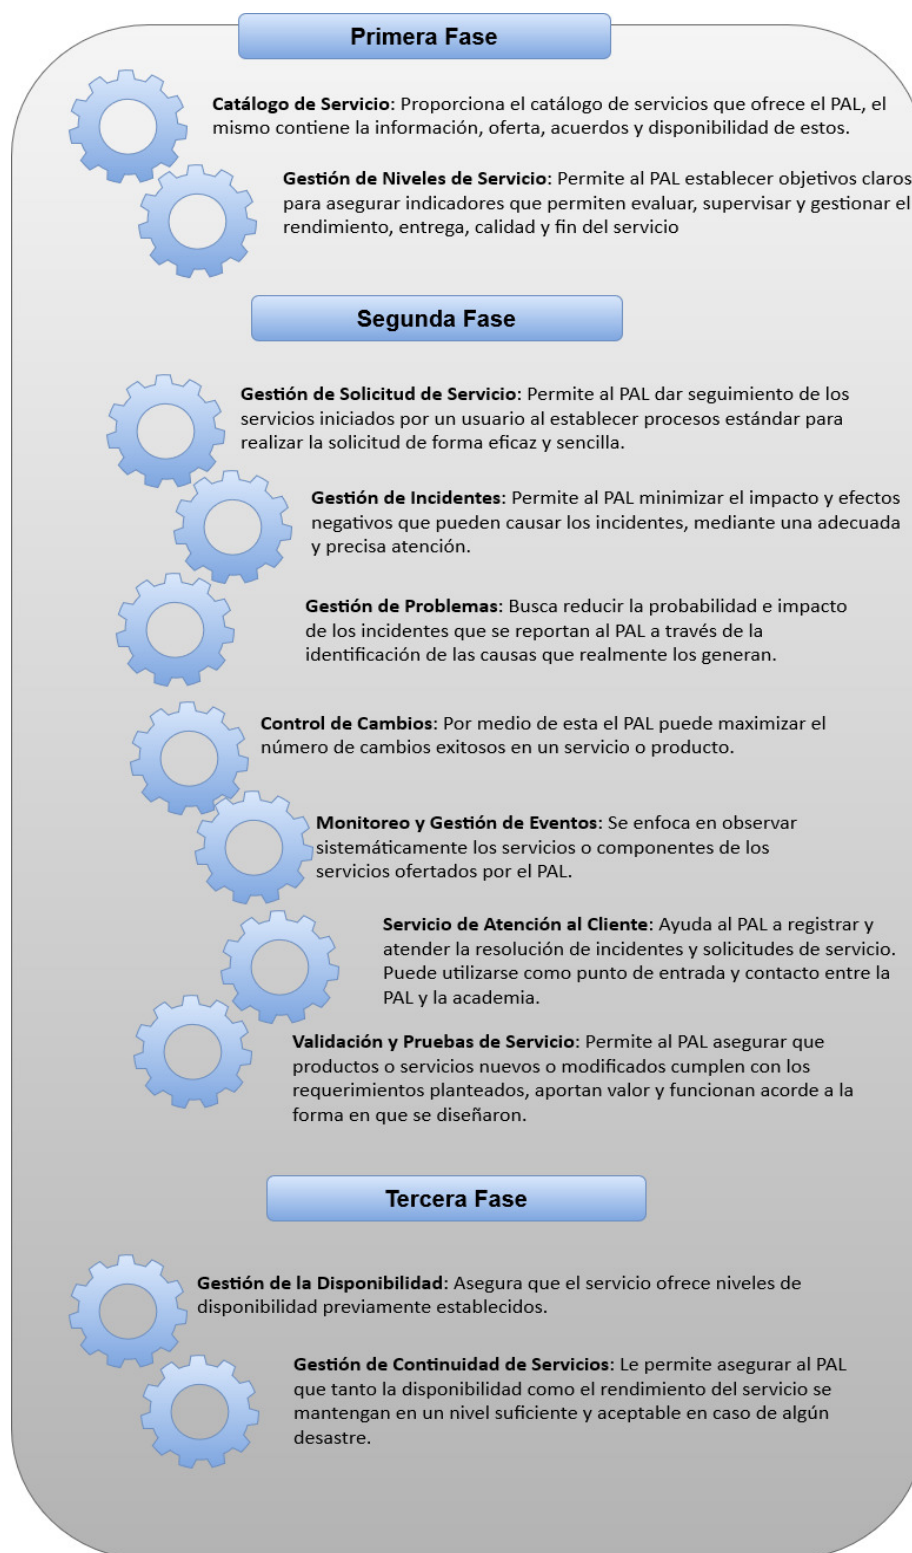 Primera Fase
Catálogo de Servicio: Proporciona el catálogo de servicios que ofrece el PAL, el
mismo contiene la información, oferta, acuerdos y disponibilidad de estos.
Gestión de Niveles de Servicio: Permite al PAL establecer objetivos claros
para asegurar indicadores que permiten evaluar, supervisar y gestionar el
rendimiento, entrega, calidad y fin del servicio
Segunda Fase
Gestión de Solicitud de Servicio: Permite al PAL dar seguimiento de los
servicios iniciados por un usuario al establecer procesos estándar para
realizar la solicitud de forma eficaz y sencilla.
Gestión de Incidentes: Permite al PAL minimizar el impacto y efectos
negativos que pueden causar los incidentes, mediante una adecuada
y precisa atención.
Gestión de Problemas: Busca reducir la probabilidad e impacto
de los incidentes que se reportan al PAL a través de la
identificación de las causas que realmente los generan.
Control de Cambios: Por medio de esta el PAL puede maximizar el
número de cambios exitosos en un servicio o producto.
Monitoreo y Gestión de Eventos: Se enfoca en observar
sistemáticamente los servicios o componentes de los
servicios ofertados por el PAL.
Servicio de Atención al Cliente: Ayuda al PAL a registrar y
atender la resolución de incidentes y solicitudes de servicio.
Puede utilizarse como punto de entrada y contacto entre la
PAL y la academia.
Validación y Pruebas de Servicio: Permite al PAL asegurar que
productos o servicios nuevos o modificados cumplen con los
requerimientos planteados, aportan valor y funcionan acorde a la
forma en que se diseñaron.
Tercera Fase
Gestión de la Disponibilidad: Asegura que el servicio ofrece niveles de
disponibilidad previamente establecidos.
Gestión de Continuidad de Servicios: Le permite asegurar al PAL
que tanto la disponibilidad como el rendimiento del servicio se
mantengan en un nivel suficiente y aceptable en caso de algún
desastre.